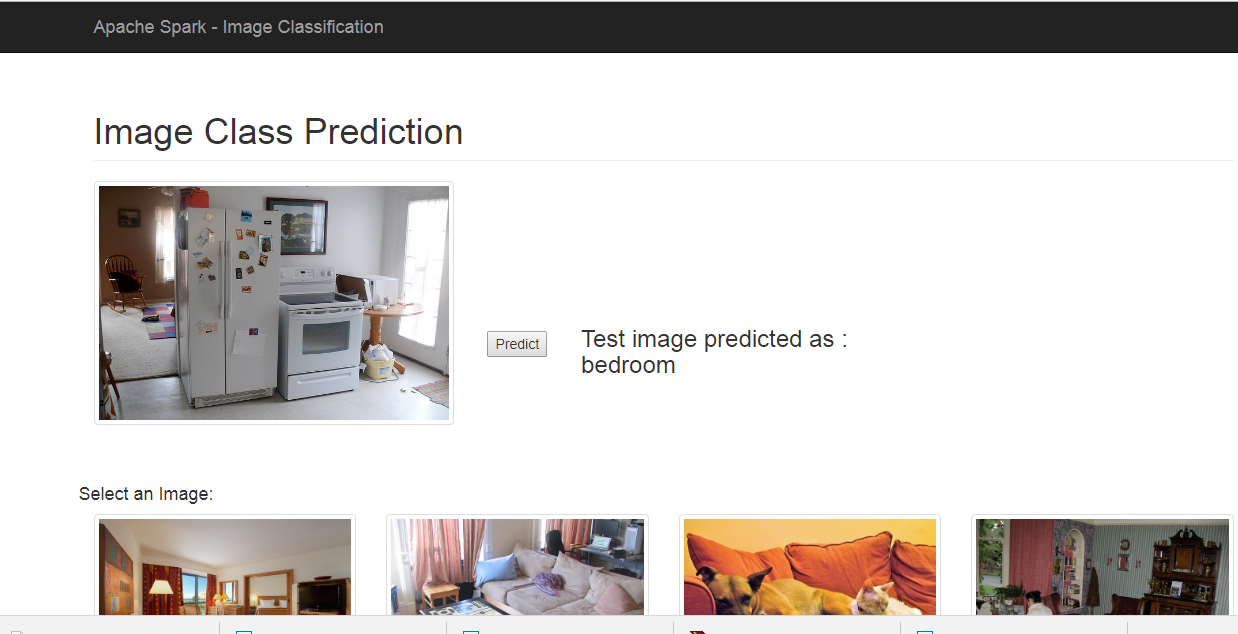 Apache Spark - Image Classification
Image Class Prediction
Predict
Test image predicted as :
bedroom
Select an Image: